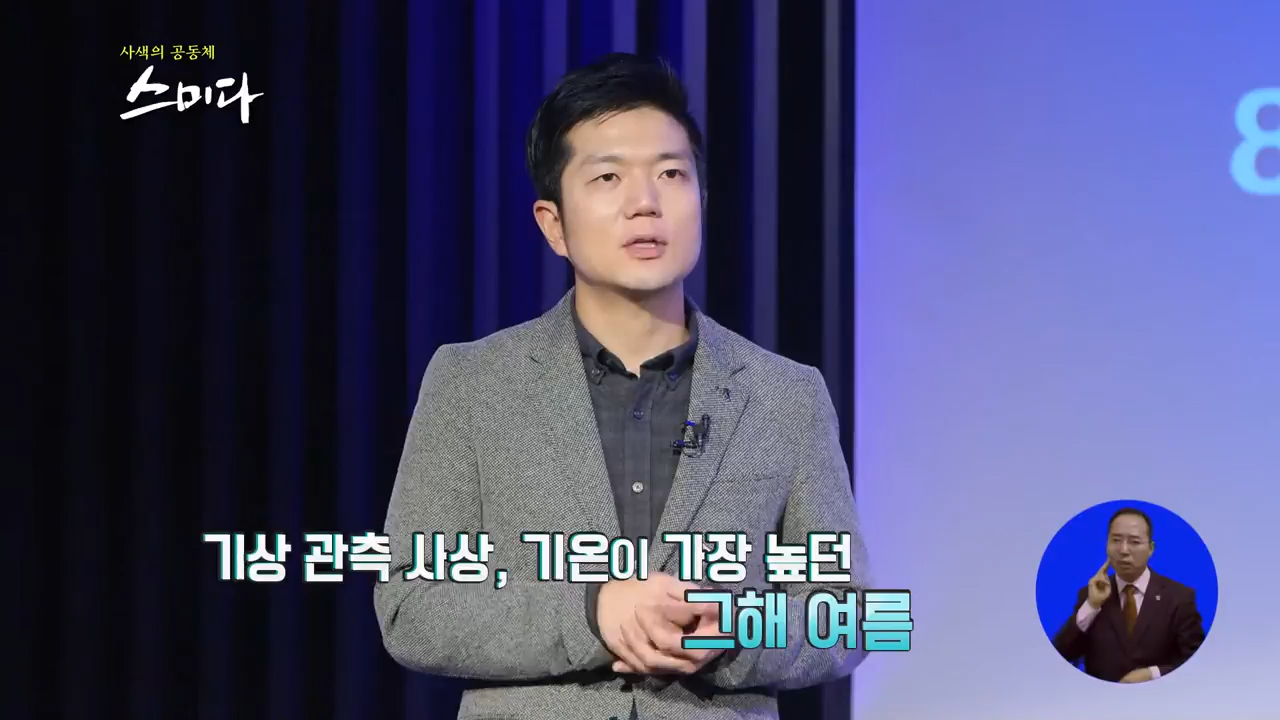 사색의 공동체
스미다
8
기상 관측 사상, 기온이 가장 높던
그해 여름